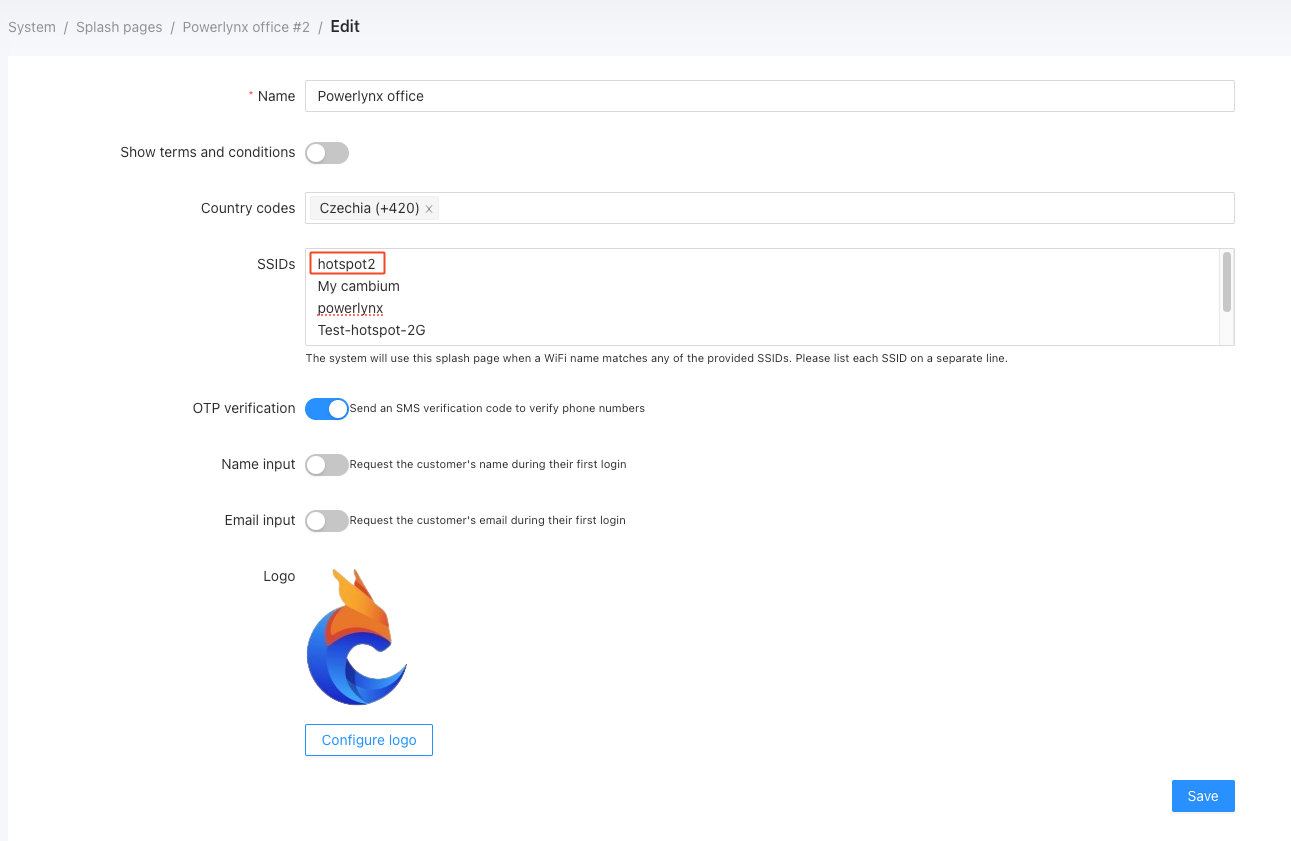 System / Splash pages / Powerlynx office #2 / Edit
* Name Powerlynx office
Show terms and conditions
Country codes Czechia (+420) ×
SSIDs hotspot2
My cambium
powerlynx
Test-hotspot-2G
The system will use this splash page when a WiFi name matches any of the provided SSIDs. Please list each SSID on a separate line.
OTP verification Send an SMS verification code to verify phone numbers
Name input Request the customer's name during their first login
Email input Request the customer's email during their first login
Logo
Configure logo
Save